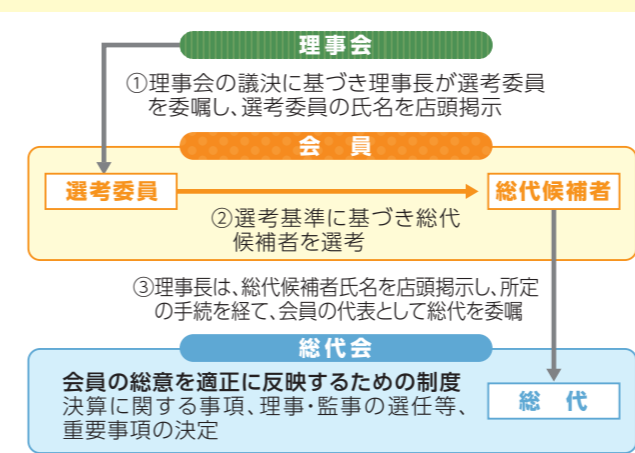 理事会
①理事会の議決に基づき理事長が選考委員
を委嘱し、選考委員の氏名を店頭掲示
会　員
選考委員
総代候補者
②選考基準に基づき総代
候補者を選考
③理事長は、総代候補者氏名を店頭掲示し、所定
の手続を経て、会員の代表として総代を委嘱
総代会
会員の総意を適正に反映するための制度
決算に関する事項、理事・監事の選任等、
重要事項の決定
総　代